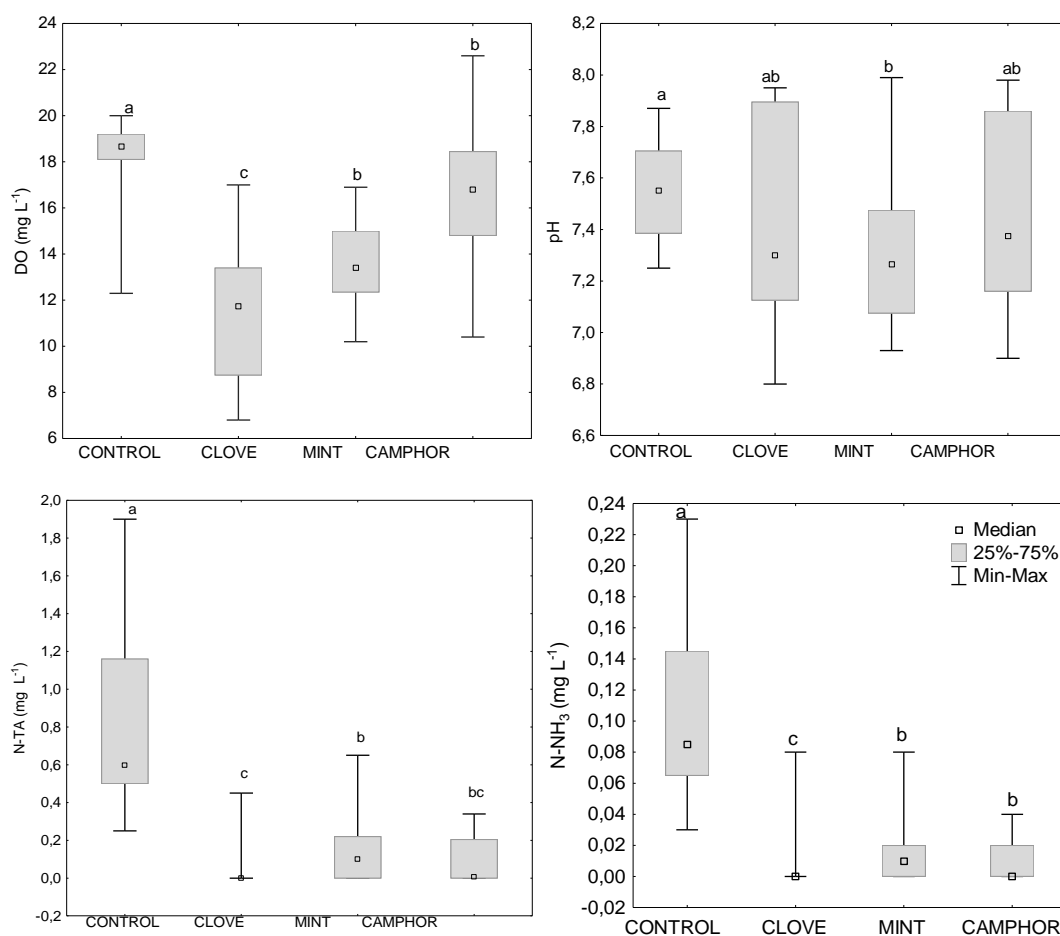 24
22
20
18
16
14
12
10
8
6
DO (mg L-1)
a
c
b
b
CONTROL CLOVE MINT CAMPHOR
8,2
8,0
7,8
7,6
7,4
7,2
7,0
6,8
6,6
pH
a
ab
b
ab
CONTROL CLOVE MINT CAMPHOR
2,0
1,8
1,6
1,4
1,2
1,0
0,8
0,6
0,4
0,2
0,0
-0,2
N-TA (mg L-1)
a
c
b
bc
CONTROL CLOVE MINT CAMPHOR
0,24
0,22
0,20
0,18
0,16
0,14
0,12
0,10
0,08
0,06
0,04
0,02
0,00
-0,02
N-NH3 (mg L-1)
a
c
b
b
Median
25%-75%
Min-Max
CONTROL CLOVE MINT CAMPHOR